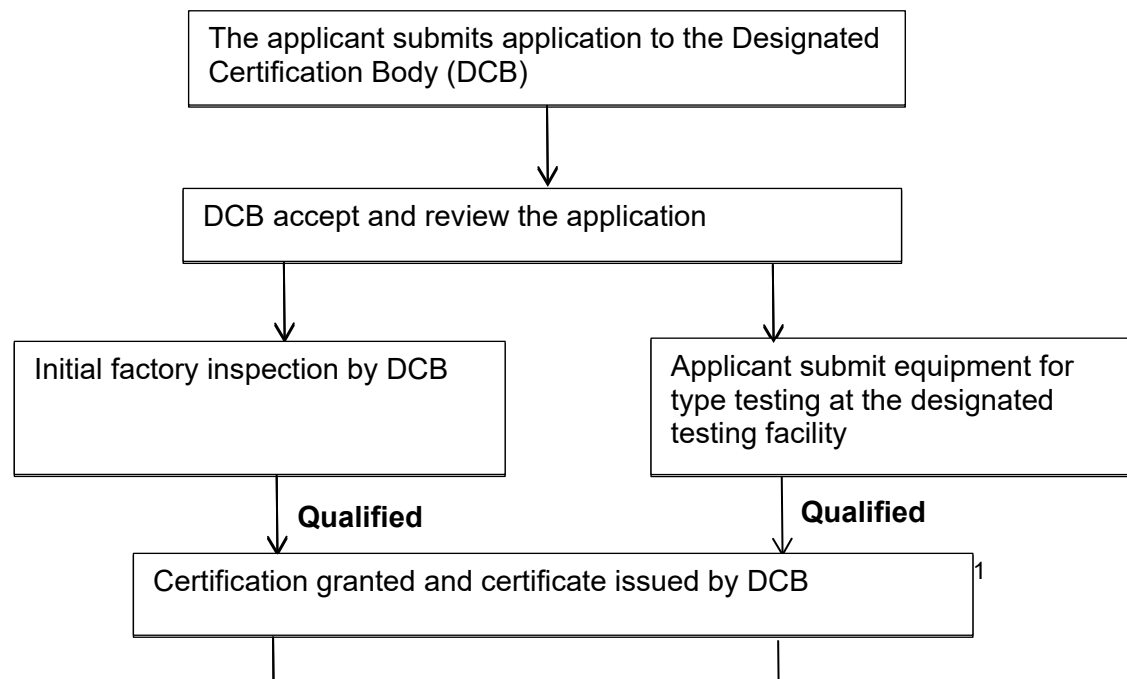 The applicant submits application to the Designated
Certification Body (DCB)
DCB accept and review the application
Initial factory inspection by DCB
Applicant submit equipment for
type testing at the designated
testing facility
Qualified
Qualified
Certification granted and certificate issued by DCB
1